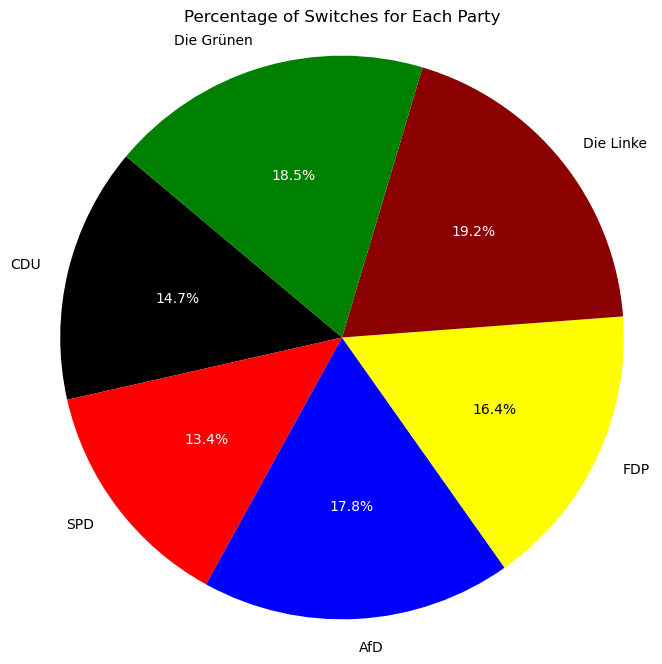 Percentage of Switches for Each Party
Die Grünen
Die Linke
18.5%
19.2%
CDU
14.7%
16.4%
13.4%
FDP
17.8%
SPD
AfD